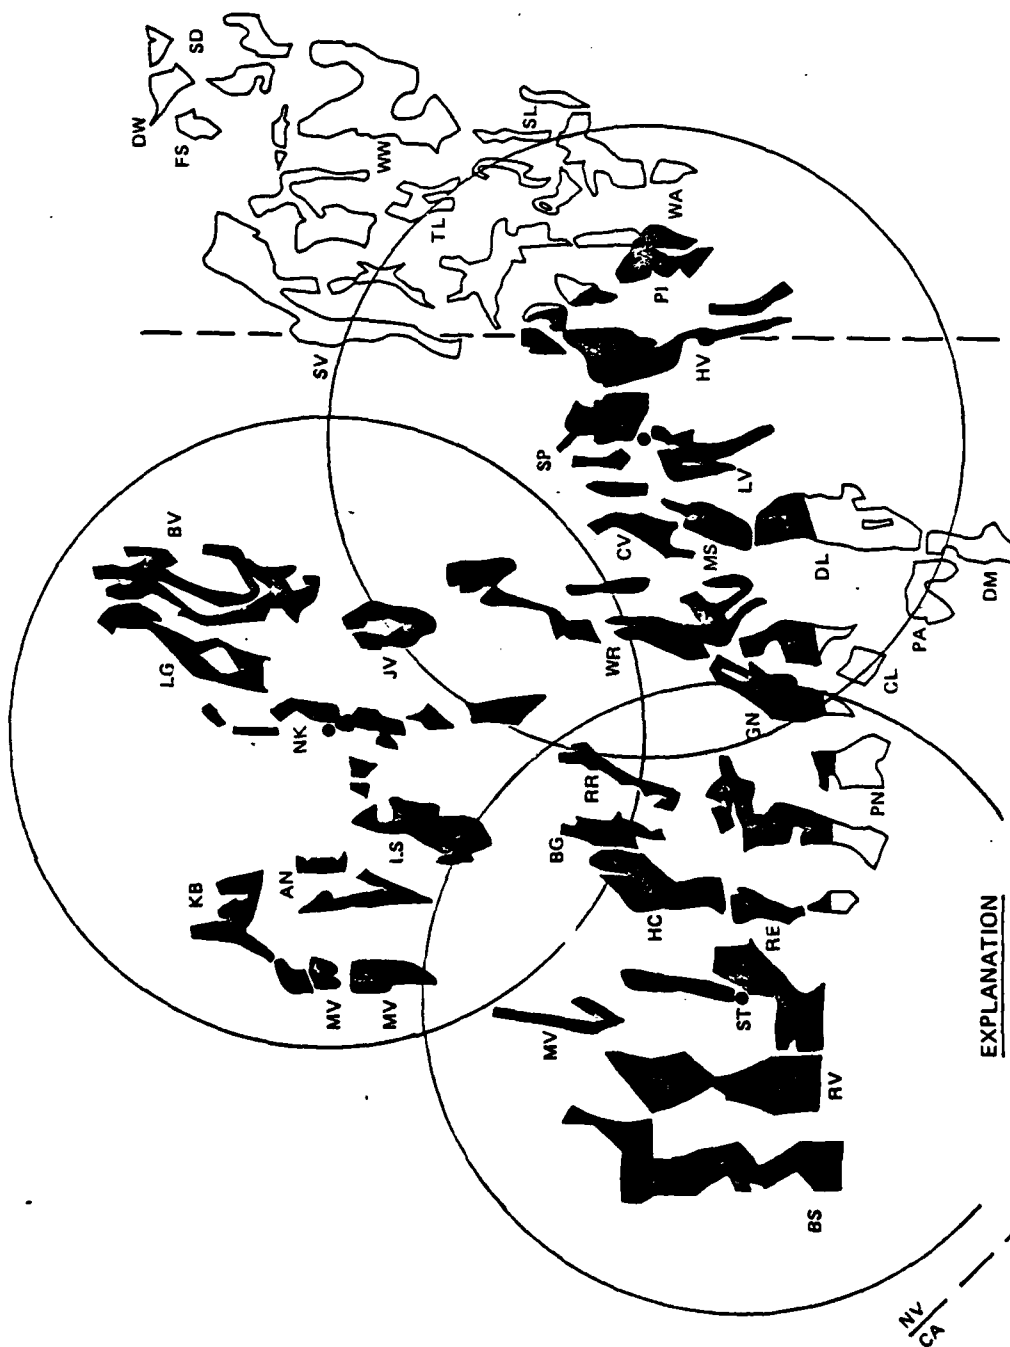 DW
SD
FS
WW
SL
TL
WA
SV
PI
HV
SP
LV
BV
CV
MS
DL
DM
PA
CL
LG
JV
WR
GN
NK
RR
PN
LS
BG
KB
AN
HC
RE
MV
MV
MV
ST
RV
BS
EXPLANATION
NV
CA